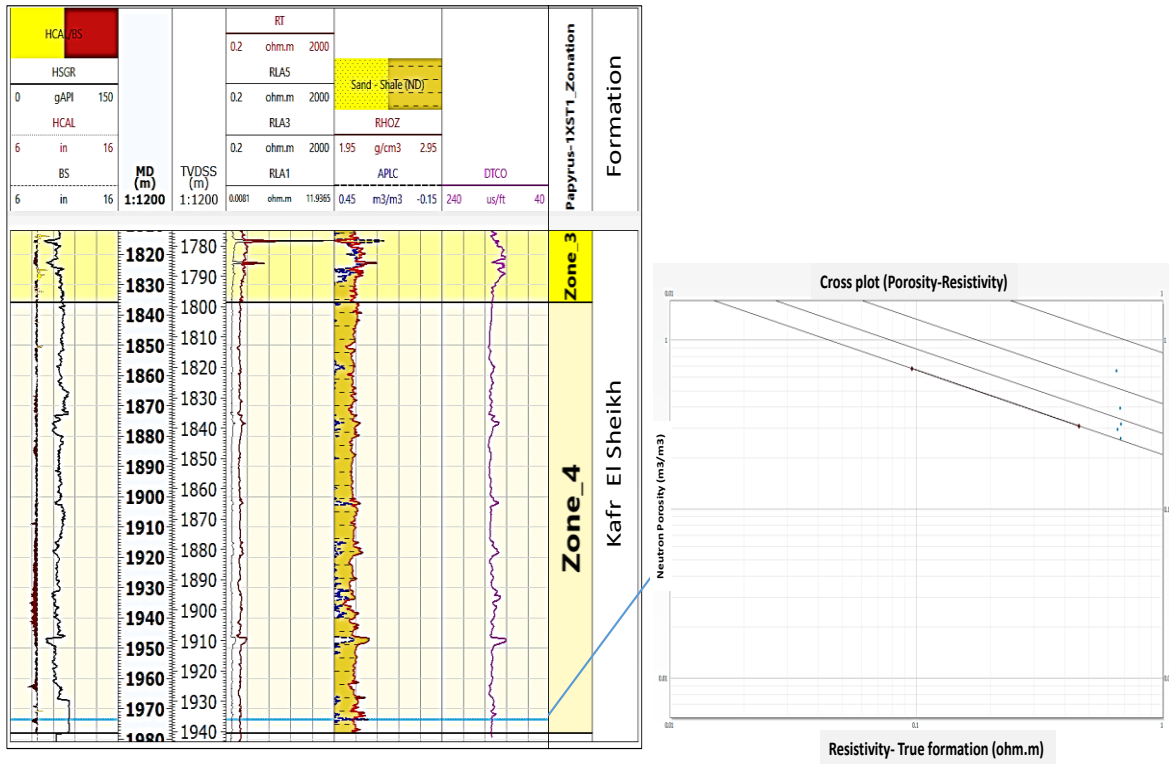 HCAL/BS
HSGR
0 gAPI 150
HCAL
6 in 16
BS
6 in 16
MD
(m)
1:1200
TVDSS
(m)
1:1200
RT
0.2 ohm.m 2000
RLA5
0.2 ohm.m 2000
RLA3
0.2 ohm.m 2000
RLA1
0.0081 ohm.m 11.9365
Sand - Shale (ND)
RHOZ
1.95 g/cm3 2.95
APLC
0.45 m3/m3 -0.15
DTCO
240 us/ft 40
Papyrus-1XST1_Zonation
Formation
1820
1830
1840
1850
1860
1870
1880
1890
1900
1910
1920
1930
1940
1950
1960
1970
1980
1780
1790
1800
1810
1820
1830
1840
1850
1860
1870
1880
1890
1900
1910
1920
1930
1940
Zone_3
Zone_4
Kafr El Sheikh
Cross plot (Porosity-Resistivity)
0.01
1
1
0.01
Neutron Porosity (m3/m3)
0.01
0.1
1
Resistivity- True formation (ohm.m)